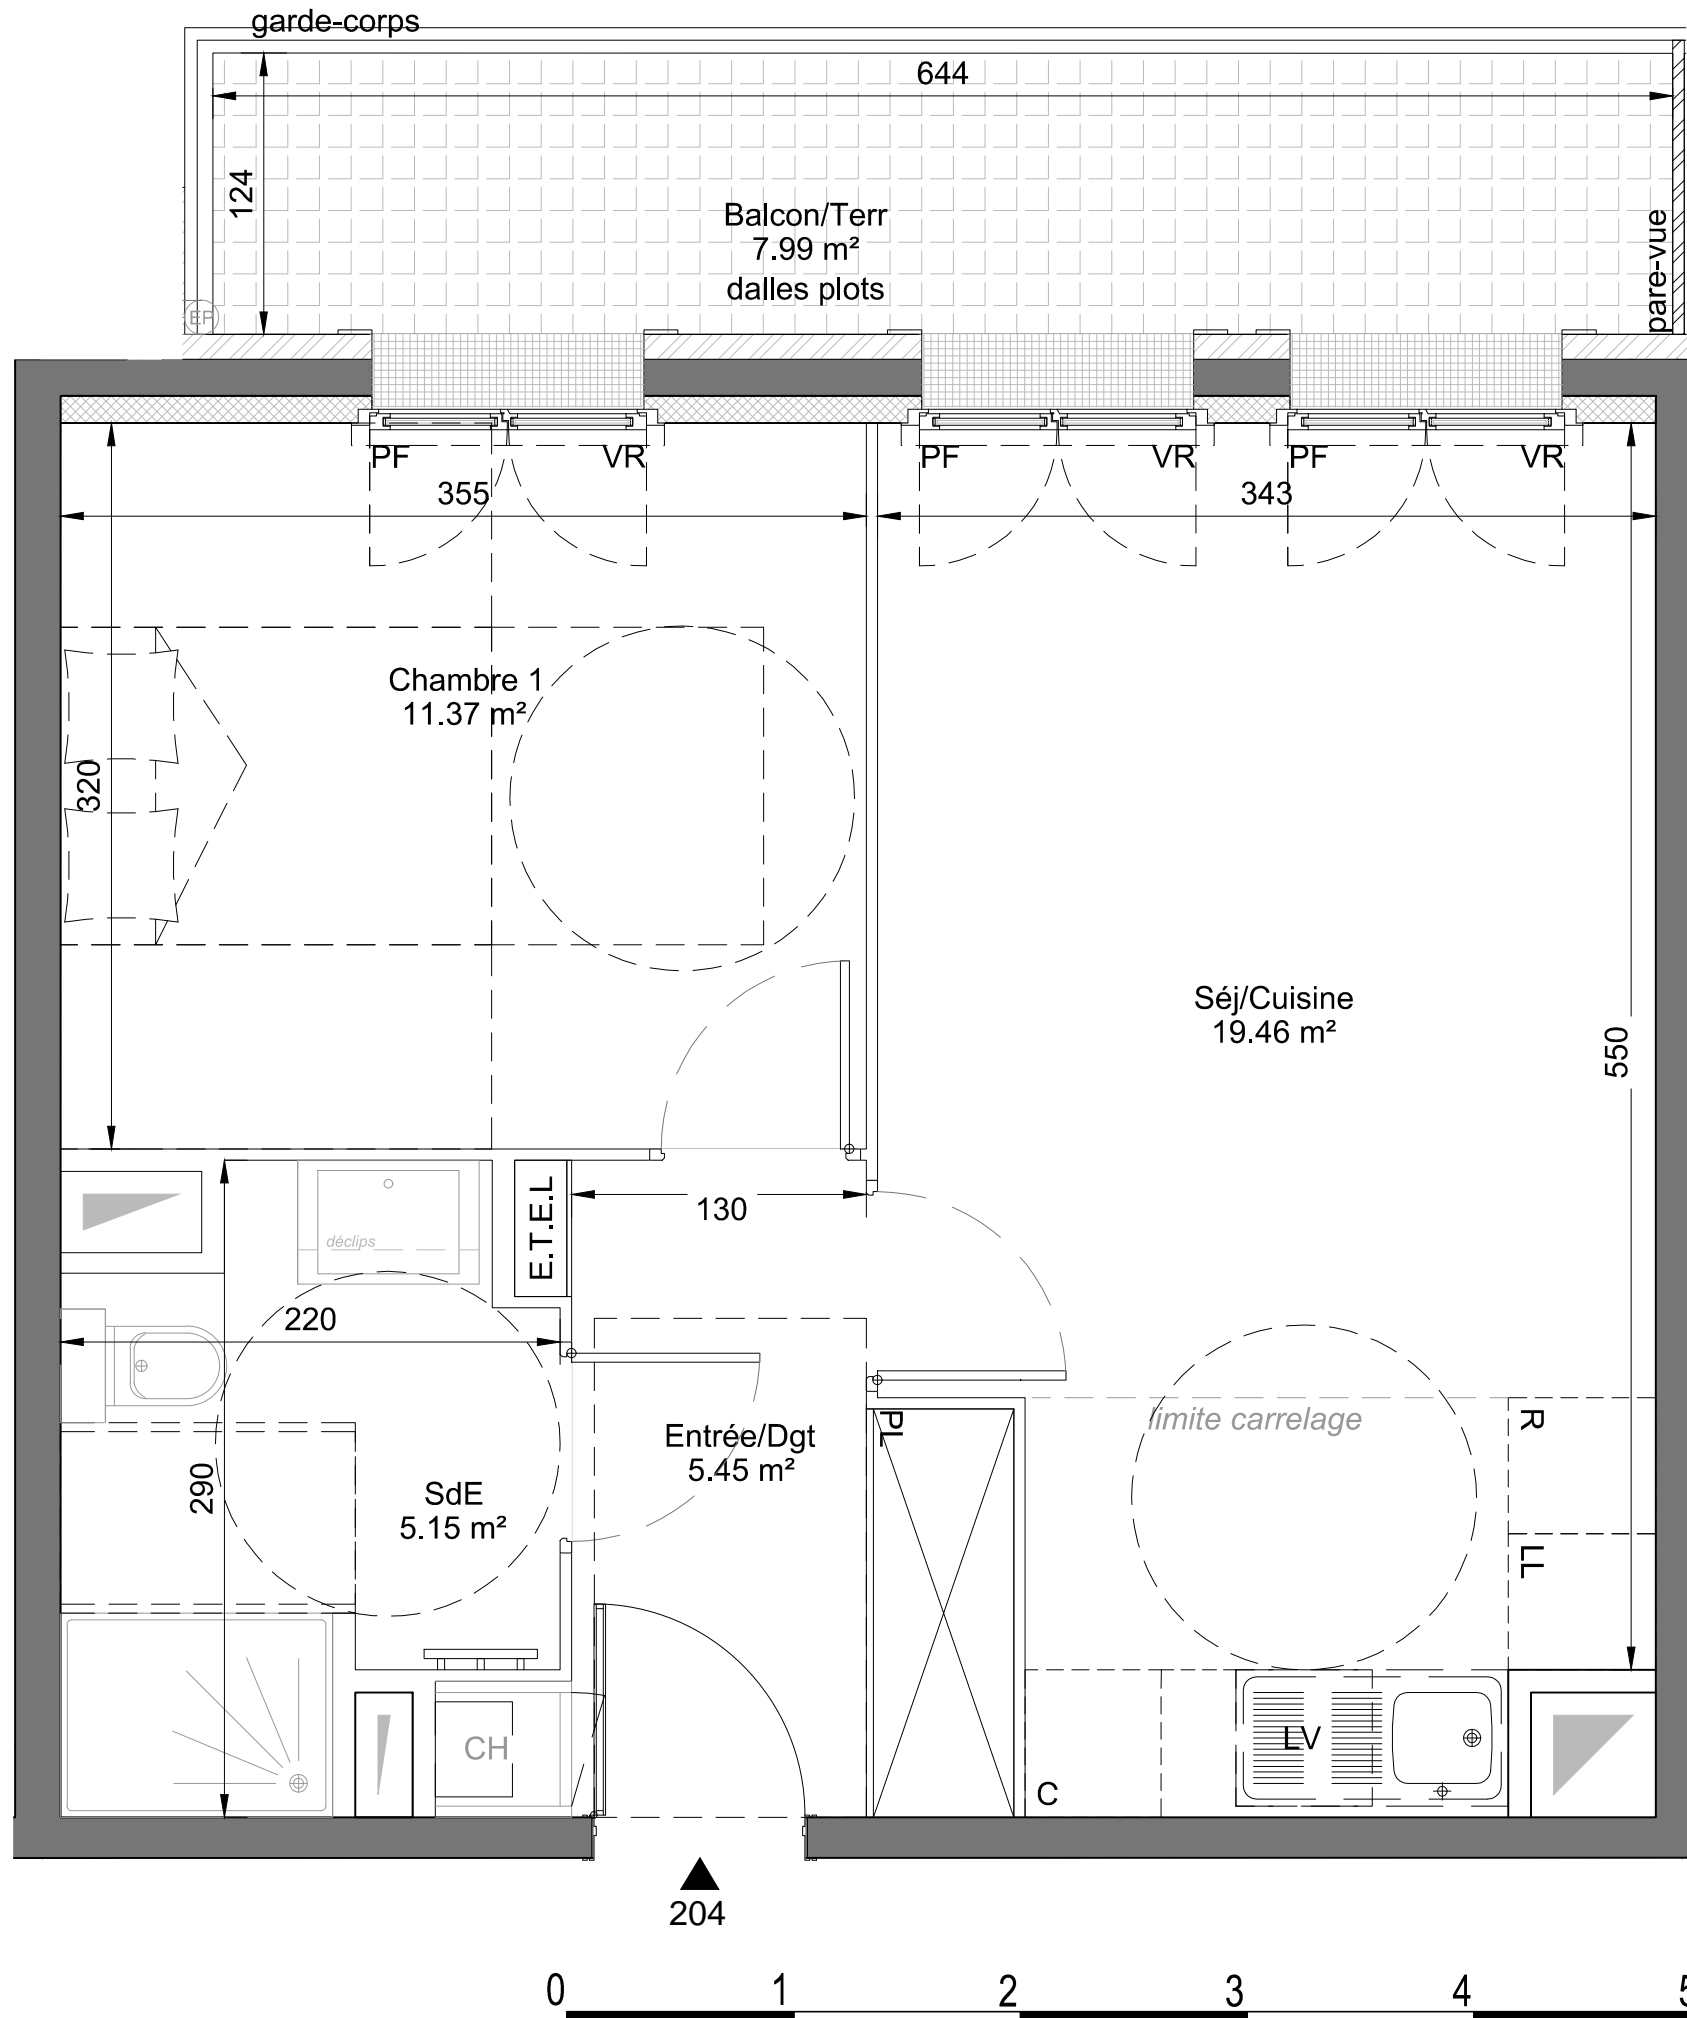 garde-corps
644
124
Balcon/Terr
7.99 m²
dalles plots
pare-vue
EP
PF
VR
PF
VR
PF
VR
355
343
Chambre 1
11.37 m²
320
Séj/Cuisine
19.46 m²
550
E.T.E.L
130
déclips
220
PL
limite carrelage
R
Entrée/Dgt
5.45 m²
290
SdE
5.15 m²
LL
CH
LV
C
204
0
1
2
3
4
5